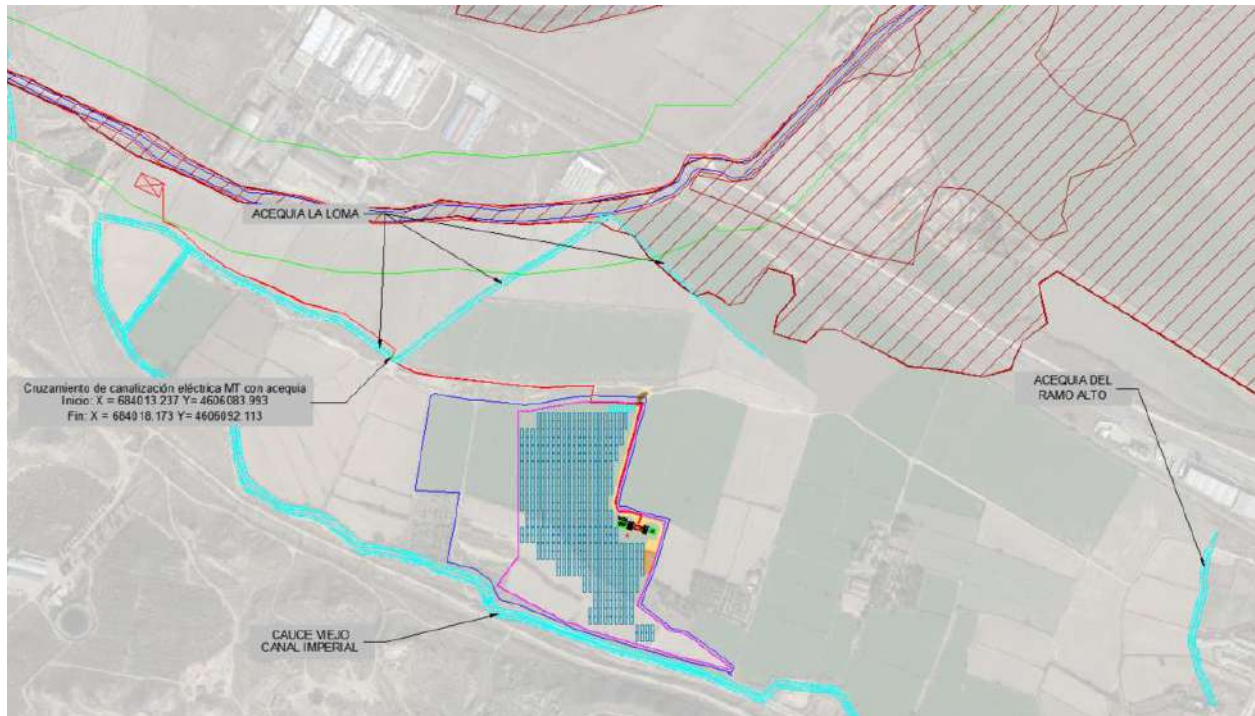 ACEQUIA LA LOMA
Cruzamiento de canalización eléctrica MT con acequia
Inicio: X = 684013.237 Y= 4606083.993
Fin: X = 684018.173 Y= 4606092.113
ACEQUIA DEL
RAMO ALTO
CAUCE VIEJO
CANAL IMPERIAL